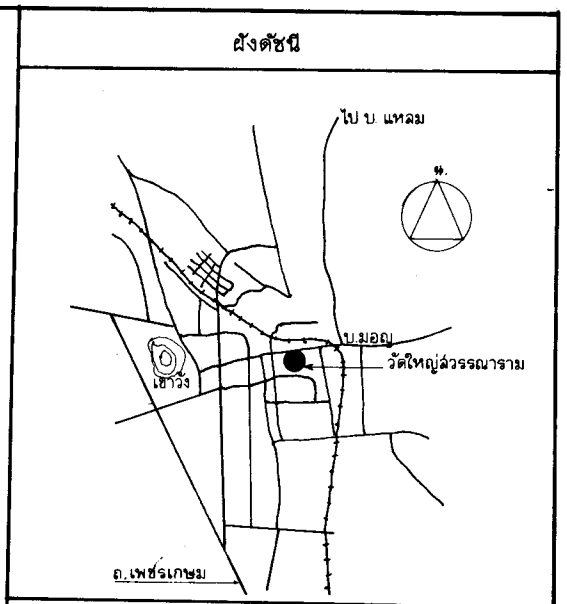 ผังดัชนี
ไป บ. แหลม
น.
บ.มอญ
วัดใหญ่สุวรรณาราม
เขาวัง
ถ.เพชรเกษม